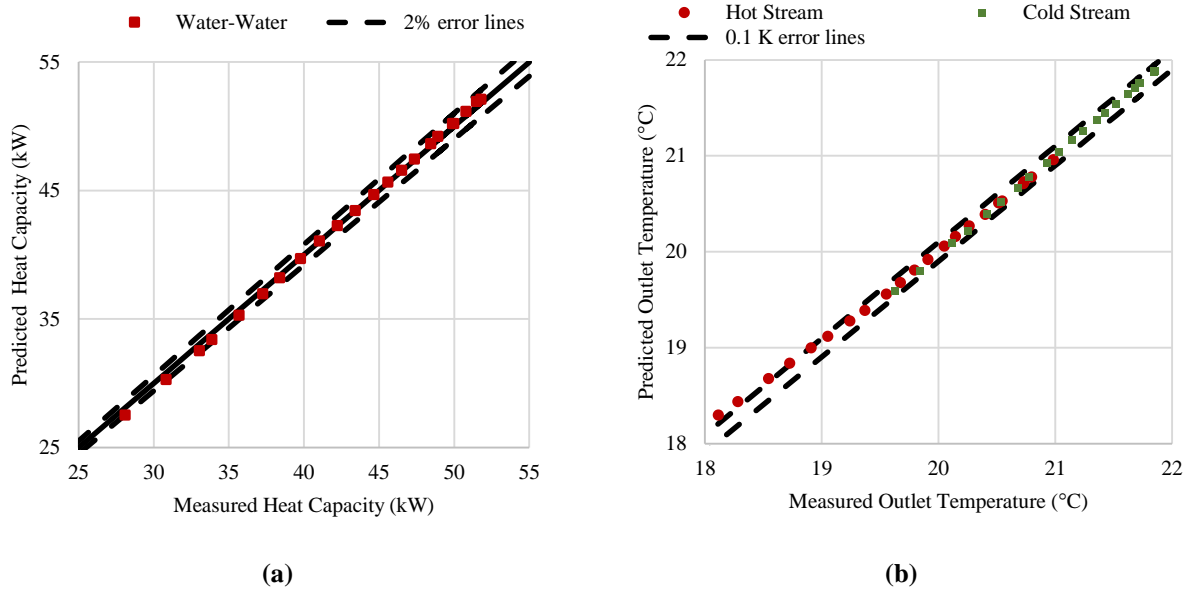 Water-Water
2% error lines
55
45
35
25
25
30
35
40
45
50
55
Predicted  Heat Capacity (kW)
Measured Heat Capacity (kW)
(a)
Hot Stream
Cold Stream
0.1 K error lines
22
21
20
19
18
18
19
20
21
22
Predicted Outlet Temperature (°C)
Measured Outlet Temperature (°C)
(b)